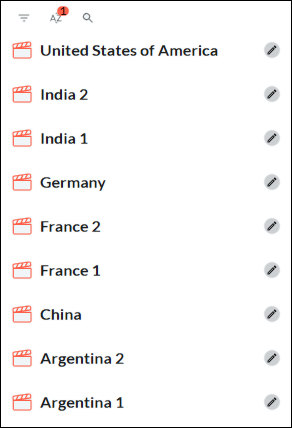 AZ 1
United States of America
India 2
India 1
Germany
France 2
France 1
China
Argentina 2
Argentina 1